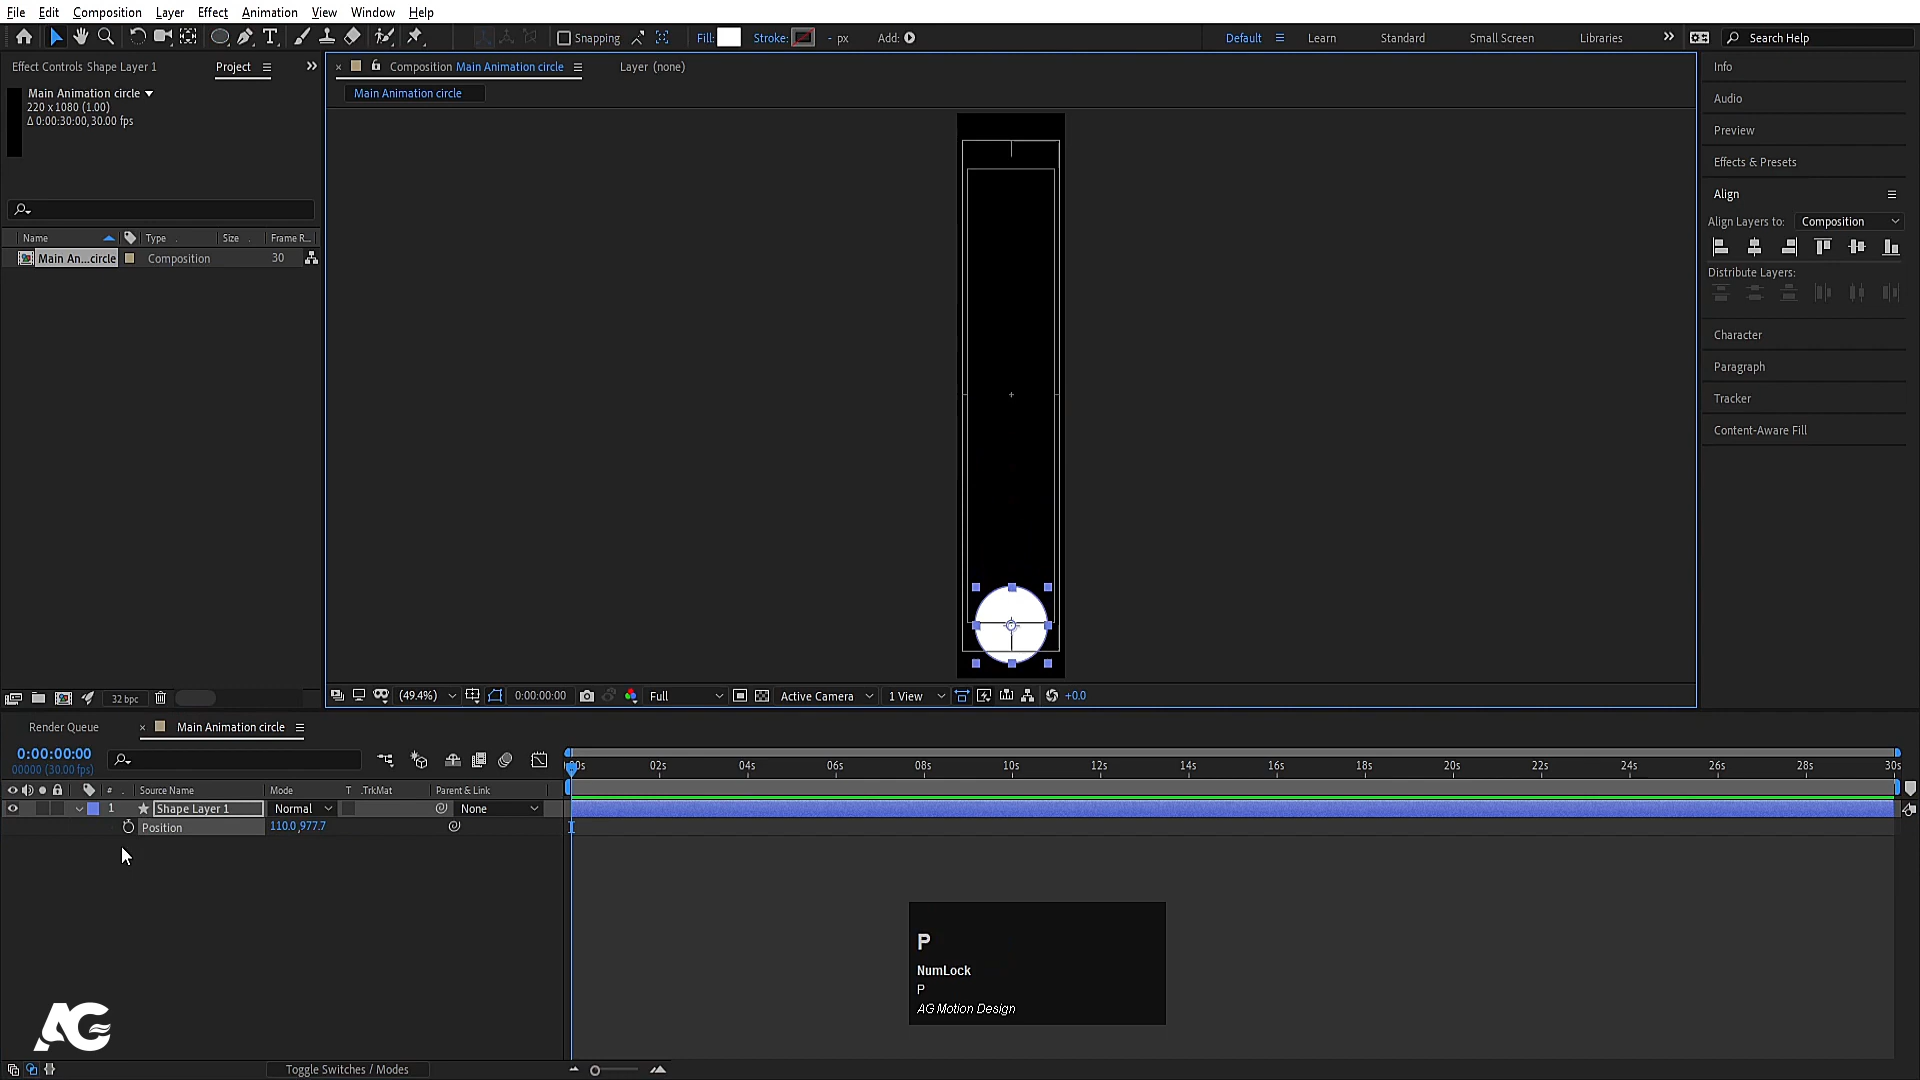 File Edit Composition Layer Effect Animation View Window Help
Snapping Fill: Stroke: - px Add: Default Learn Standard Small Screen Libraries Search Help
Effect Controls Shape Layer 1 Project
Composition Main Animation circle Layer (none)
Main Animation circle
Main Animation circle
220 x 1080 (1.00)
Δ 0:00:30:00, 30.00 fps
Name Type Size Frame R...
Main An...circle Composition 30
Info
Audio
Preview
Effects & Presets
Align
Align Layers to: Composition
Distribute Layers:
Character
Paragraph
Tracker
Content-Aware Fill
32 bpc
(49.4%) 0:00:00:00 Full Active Camera 1 View +0.0
Render Queue Main Animation circle
0:00:00:00
00000 (30.00 fps)
02s 04s 06s 08s 10s 12s 14s 16s 18s 20s 22s 24s 26s 28s 30s
# Source Name Mode T .TrkMat Parent & Link
1 Shape Layer 1 Normal None
Position 110.0,977.7
P
NumLock
P
AG Motion Design
AG
Toggle Switches / Modes